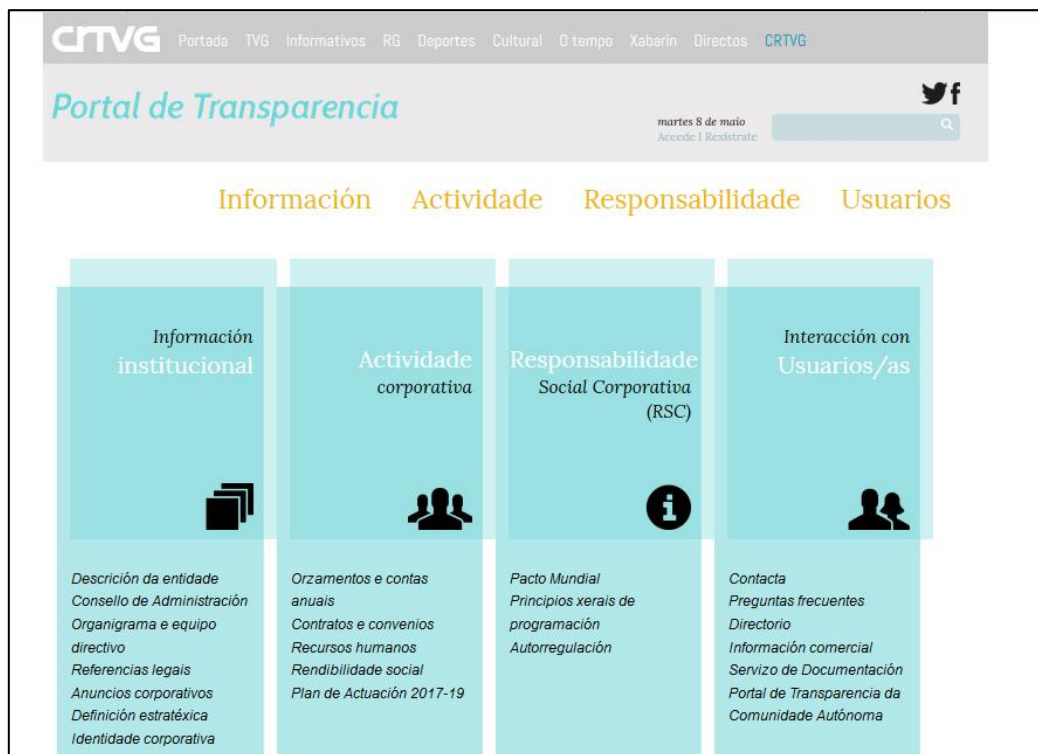 CRTVG Portada TVG Informativos RG Deportes Cultural O tempo Xabarín Directos CRTVG
Portal de Transparencia
martes 8 de maio
Accede | Rexístrate
Información Actividade Responsabilidade Usuarios
Información
institucional
Descrición da entidade
Consello de Administración
Organigrama e equipo
directivo
Referencias legais
Anuncios corporativos
Definición estratéxica
Identidade corporativa
Actividade
corporativa
Orzamentos e contas
anuais
Contratos e convenios
Recursos humanos
Rendibilidade social
Plan de Actuación 2017-19
Responsabilidade
Social Corporativa
(RSC)
Pacto Mundial
Principios xerais de
programación
Autorregulación
Interacción con
Usuarios/as
Contacta
Preguntas frecuentes
Directorio
Información comercial
Servizo de Documentación
Portal de Transparencia da
Comunidade Autónoma